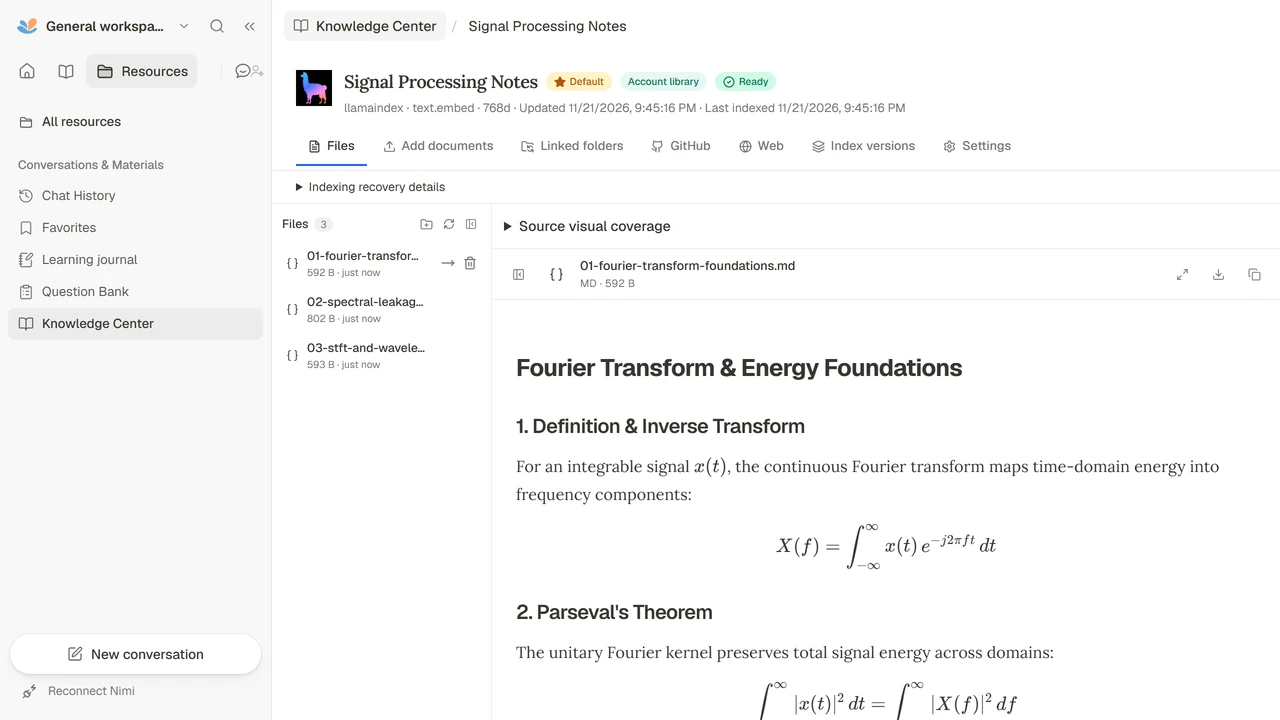 General workspa...
Knowledge Center / Signal Processing Notes
Resources
All resources
Conversations & Materials
Chat History
Favorites
Learning journal
Question Bank
Knowledge Center
New conversation
Reconnect Nimi
Signal Processing Notes Default Account library Ready
llamaindex · text.embed · 768d · Updated 11/21/2026, 9:45:16 PM · Last indexed 11/21/2026, 9:45:16 PM
Files Add documents Linked folders GitHub Web Index versions Settings
Indexing recovery details
Files 3
01-fourier-transfor...
592 B · just now
02-spectral-leakag...
802 B · just now
03-stft-and-wavele...
593 B · just now
Source visual coverage
{ } 01-fourier-transform-foundations.md
MD · 592 B
Fourier Transform & Energy Foundations
1. Definition & Inverse Transform
For an integrable signal x(t), the continuous Fourier transform maps time-domain energy into
frequency components:
X(f) = ∫_{-∞}^{∞} x(t) e^{-j2πft} dt
2. Parseval's Theorem
The unitary Fourier kernel preserves total signal energy across domains:
∫^{∞} |x(t)|² dt = ∫^{∞} |X(f)|² df